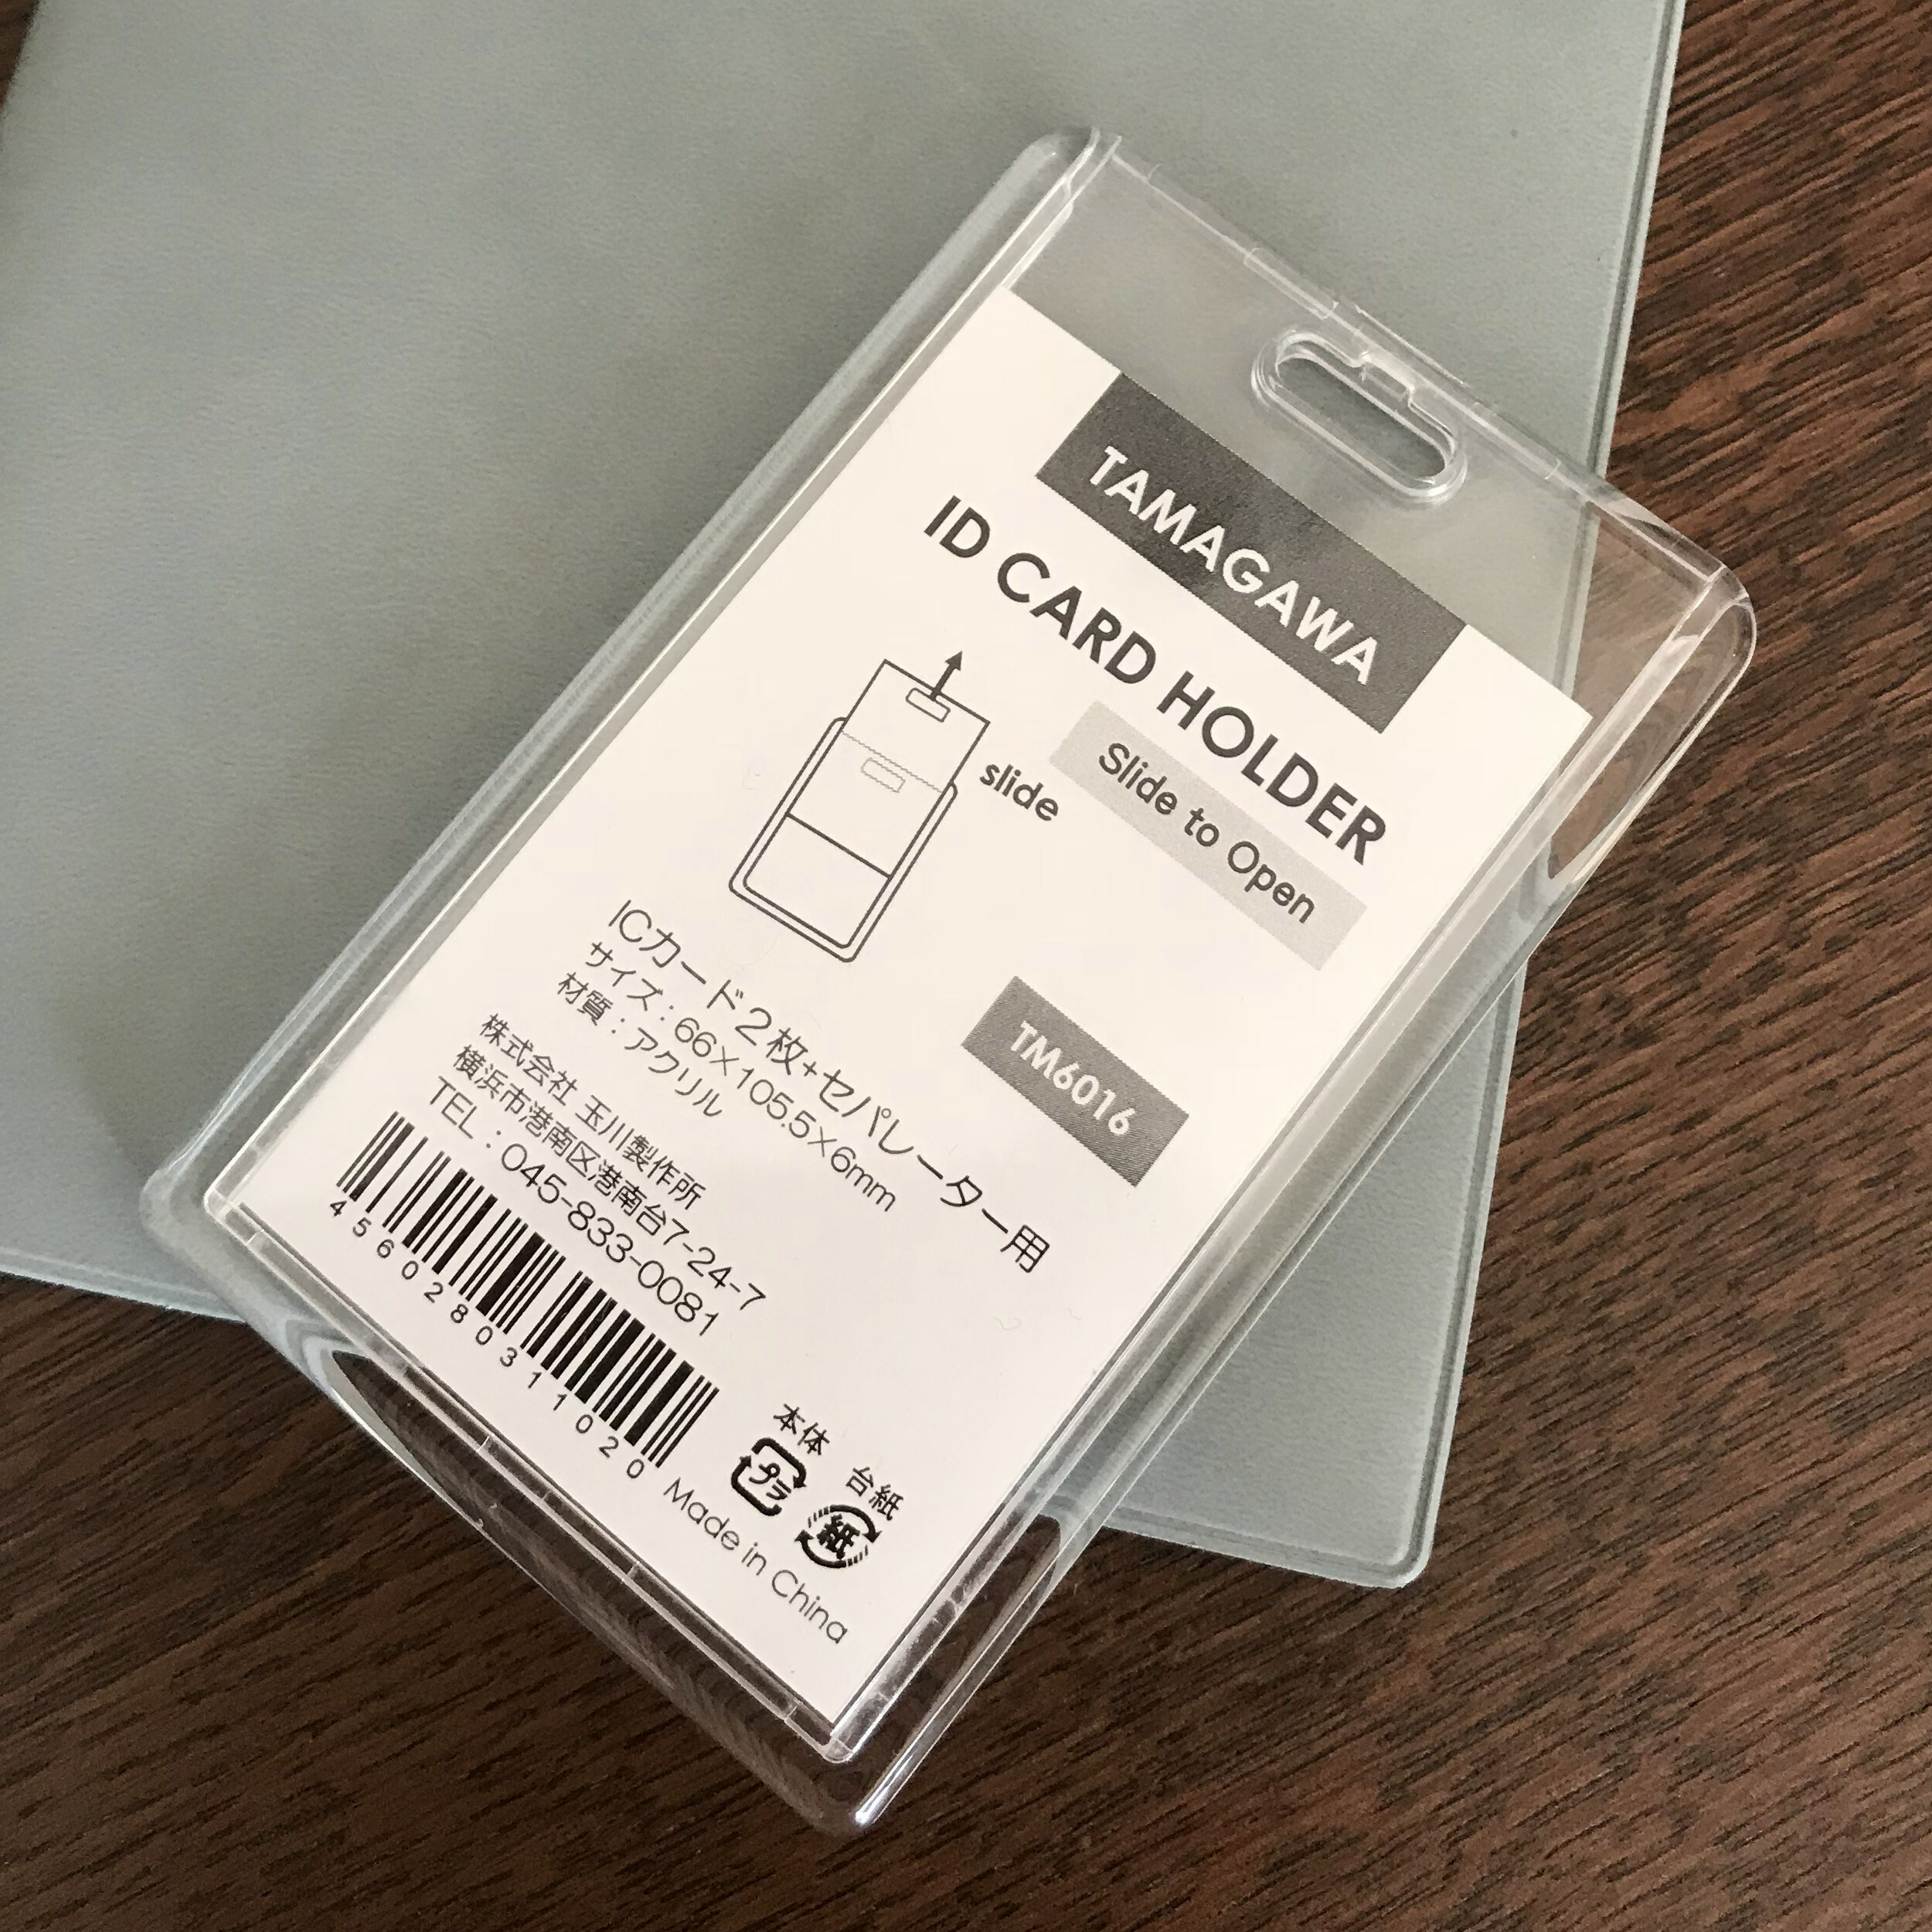 TAMAGAWA
ID CARD HOLDER
Slide to Open
slide
TM6016
ICカード2枚+セパレーター用
サイズ：66×105.5×6mm
材質：アクリル
株式会社 玉川製作所
横浜市港南区港南台7-24-7
TEL：045-833-0081
4560280311020
本体 台紙
プラ 紙
Made in China